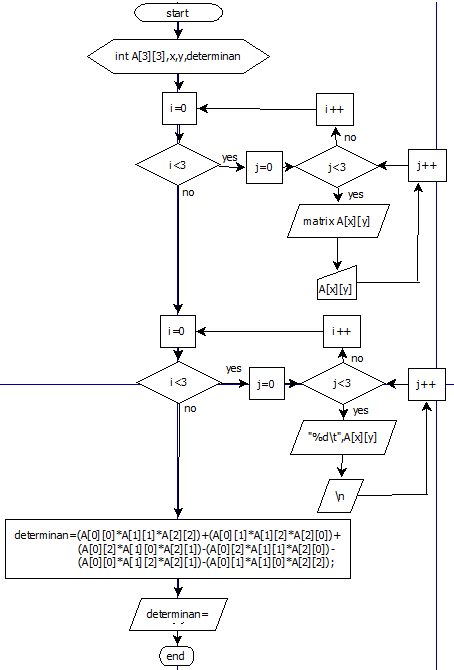 start
int A[3][3],x,y,determinan
i=0
i++
no
i<3
yes
j=0
j<3
j++
no
yes
matrix A[x][y]
A[x][y]
i=0
i++
no
i<3
yes
j=0
j<3
j++
no
yes
"%d\t",A[x][y]
\n
determinan=(A[0][0]*A[1][1]*A[2][2])+(A[0][1]*A[1][2]*A[2][0])+
(A[0][2]*A[1][0]*A[2][1])-(A[0][2]*A[1][1]*A[2][0])-
(A[0][0]*A[1][2]*A[2][1])-(A[0][1]*A[1][0]*A[2][2]);
determinan=
end